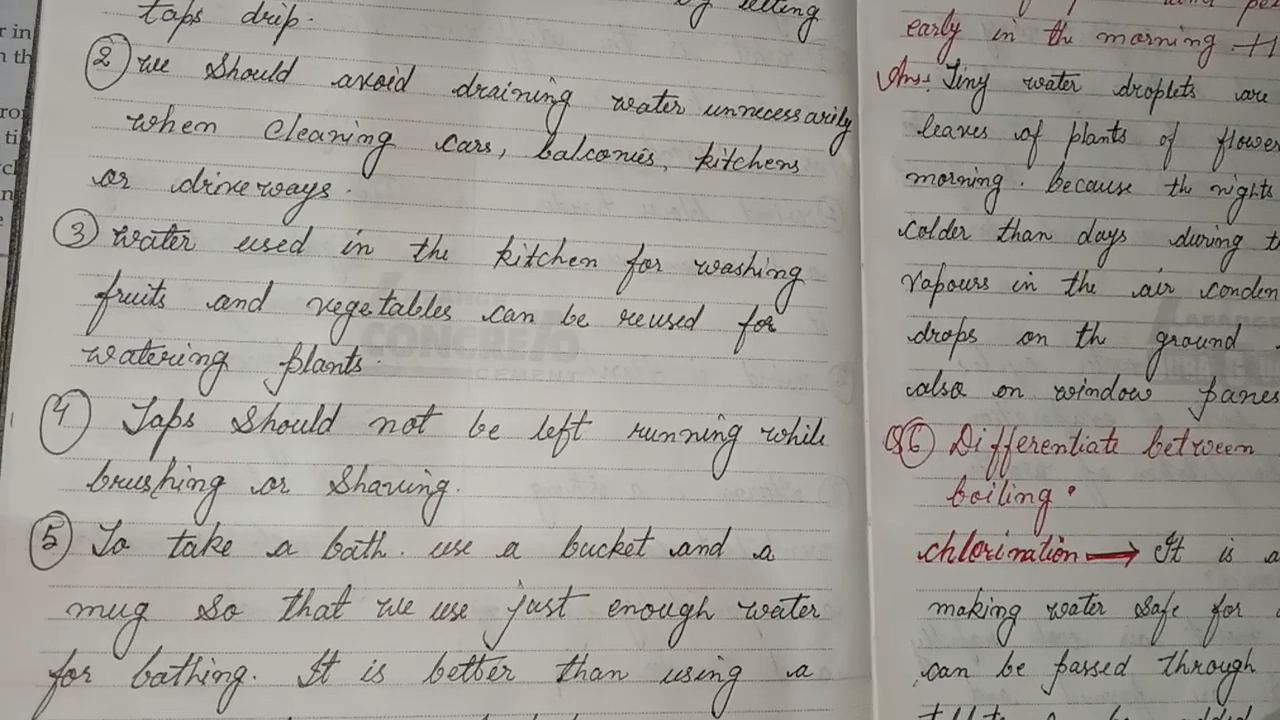 by letting
taps drip.
② we should avoid draining water unnecessarily
when cleaning cars, balconies, kitchens
or driveways.
③ water used in the kitchen for washing
fruits and vegetables can be reused for
watering plants.
④ Taps should not be left running while
brushing or shaving.
⑤ To take a bath. use a bucket and a
mug so that we use just enough water
for bathing. It is better than using a
early in the morning
Ans:. Tiny water droplets are
leaves of plants of flower
morning. because the nights
colder than days during
vapours in the air conden
drops on the ground
also on window panes
Q⑥ Differentiate between
boiling.
chlorination → It is a
making water safe for
can be passed through
CONCRETO
CEMENT